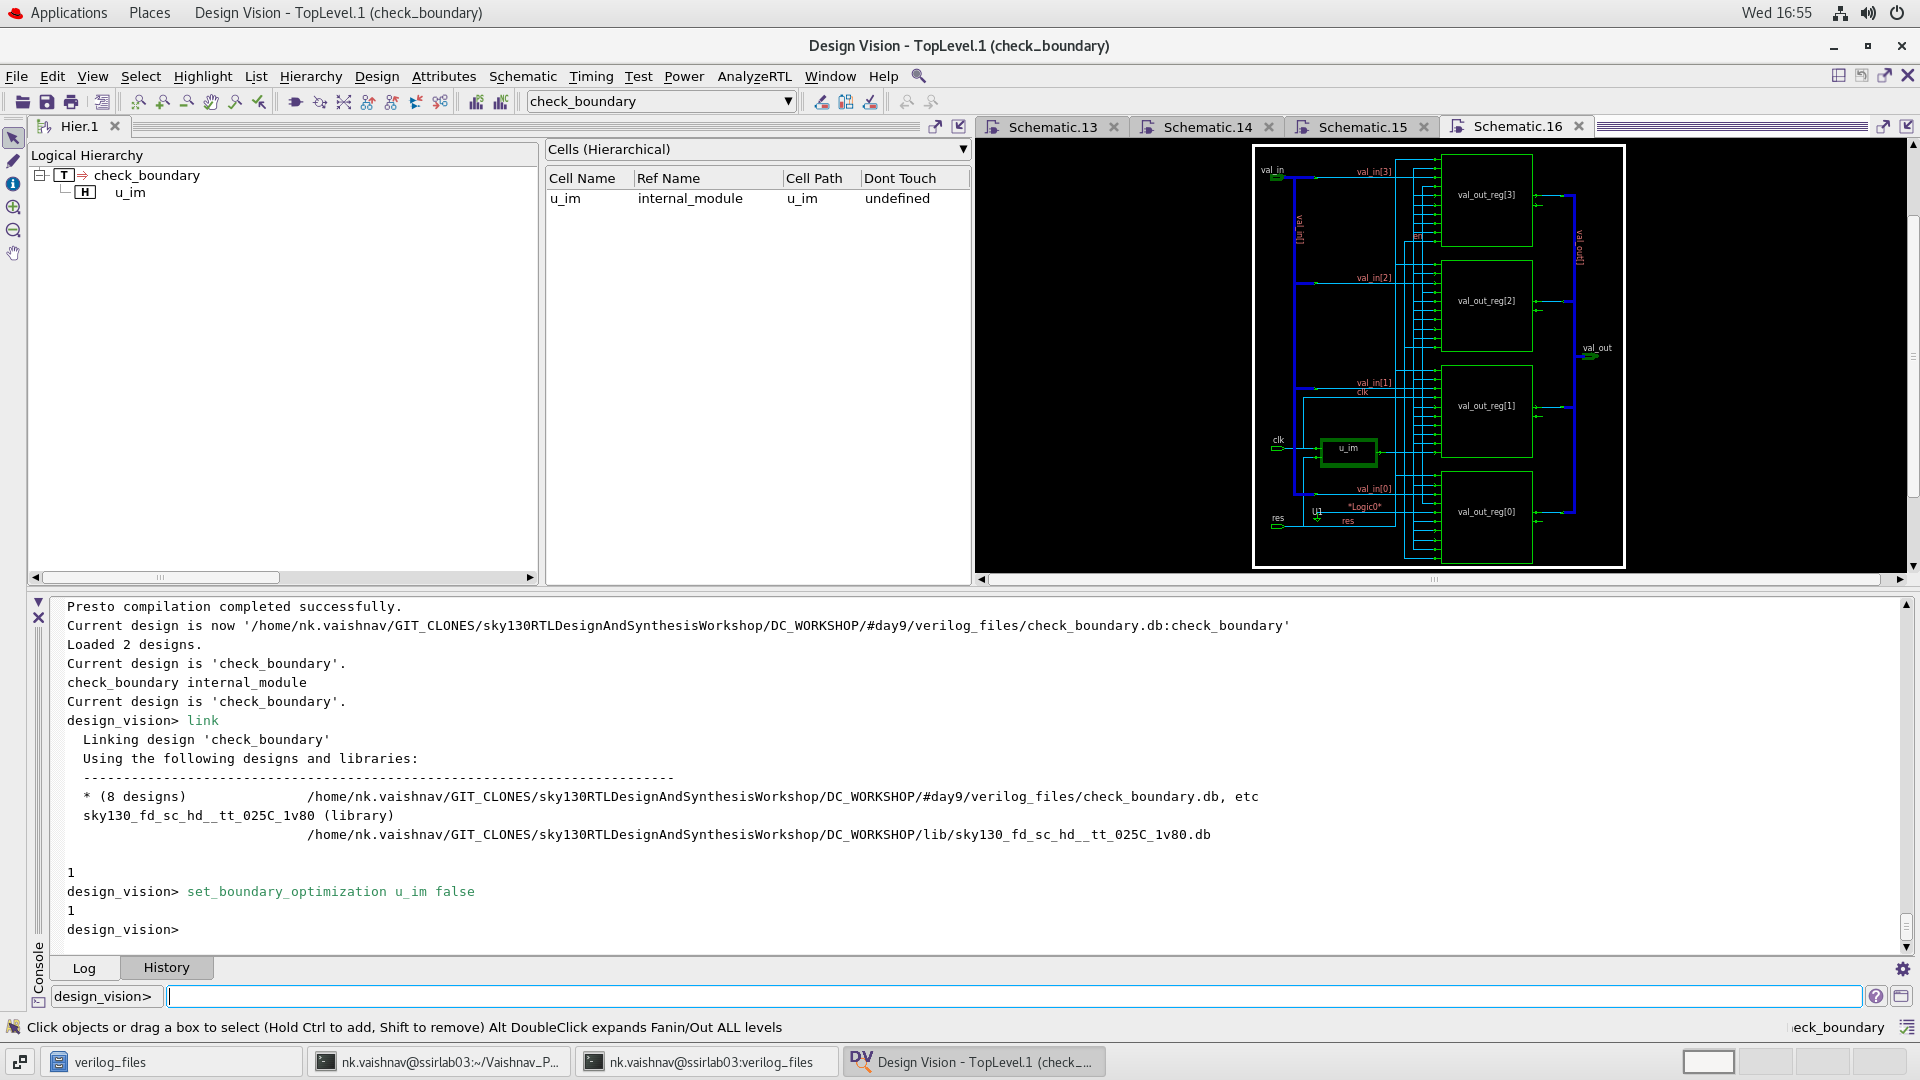 Applications Places Design Vision - TopLevel.1 (check_boundary) Wed 16:55
Design Vision - TopLevel.1 (check_boundary)
File Edit View Select Highlight List Hierarchy Design Attributes Schematic Timing Test Power AnalyzeRTL Window Help
check_boundary
Hier.1
Schematic.13 Schematic.14 Schematic.15 Schematic.16
Logical Hierarchy
T check_boundary
H u_im
Cells (Hierarchical)
Cell Name Ref Name Cell Path Dont Touch
u_im internal_module u_im undefined
val_in
val_in[3]
val_out_reg[3]
val_in[]
en
val_out[]
val_in[2]
val_out_reg[2]
val_out
val_in[1]
clk
val_out_reg[1]
clk
u_im
val_in[0]
*Logic0*
U1
val_out_reg[0]
res
res
Presto compilation completed successfully.
Current design is now '/home/nk.vaishnav/GIT_CLONES/sky130RTLDesignAndSynthesisWorkshop/DC_WORKSHOP/#day9/verilog_files/check_boundary.db:check_boundary'
Loaded 2 designs.
Current design is 'check_boundary'.
check_boundary internal_module
Current design is 'check_boundary'.
design_vision> link
Linking design 'check_boundary'
Using the following designs and libraries:
--------------------------------------------------------------------------
* (8 designs) /home/nk.vaishnav/GIT_CLONES/sky130RTLDesignAndSynthesisWorkshop/DC_WORKSHOP/#day9/verilog_files/check_boundary.db, etc
sky130_fd_sc_hd__tt_025C_1v80 (library)
/home/nk.vaishnav/GIT_CLONES/sky130RTLDesignAndSynthesisWorkshop/DC_WORKSHOP/lib/sky130_fd_sc_hd__tt_025C_1v80.db
1
design_vision> set_boundary_optimization u_im false
1
design_vision>
Console
Log History
design_vision>
Click objects or drag a box to select (Hold Ctrl to add, Shift to remove) Alt DoubleClick expands Fanin/Out ALL levels
eck_boundary
verilog_files
nk.vaishnav@ssirlab03:~/Vaishnav_P...
nk.vaishnav@ssirlab03:verilog_files
DV Design Vision - TopLevel.1 (check_...